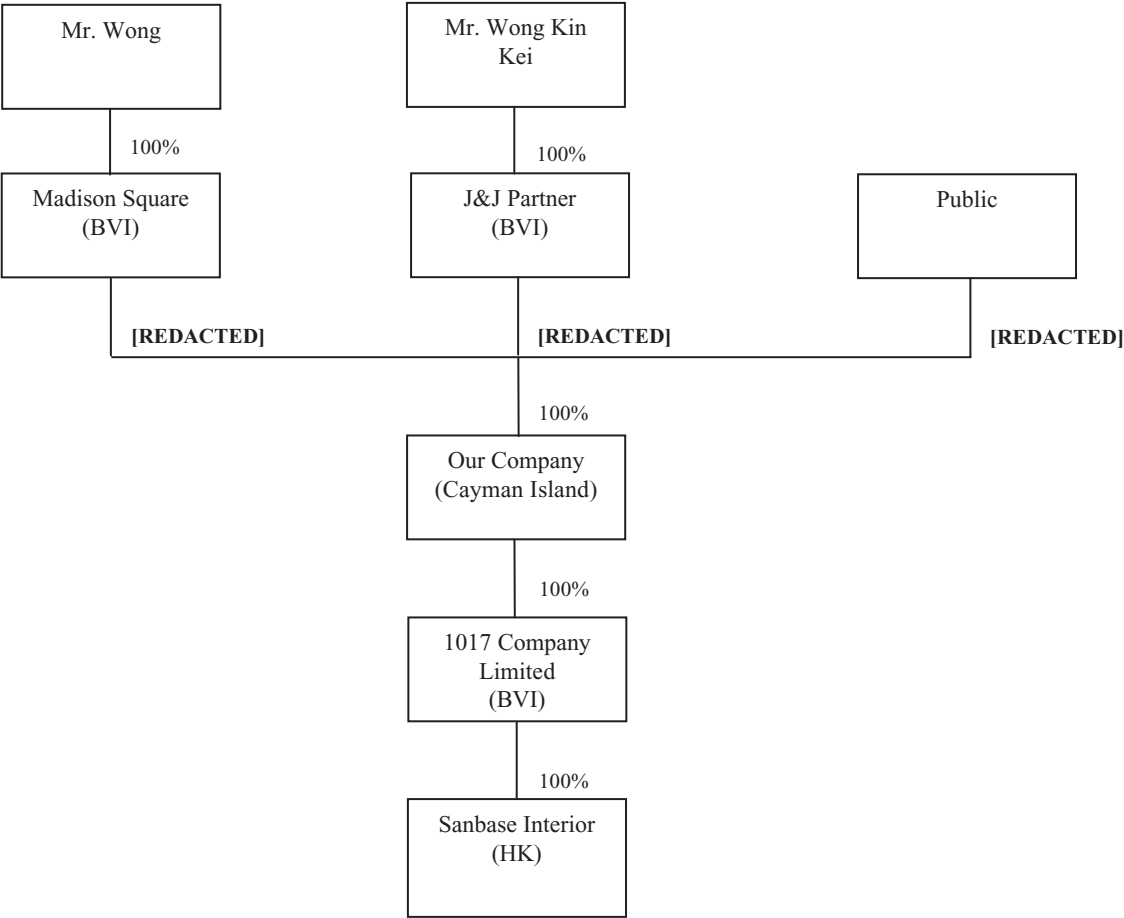 Mr. Wong
Mr. Wong Kin
Kei
100%
100%
Madison Square
(BVI)
J&J Partner
(BVI)
Public
[REDACTED]
[REDACTED]
[REDACTED]
100%
Our Company
(Cayman Island)
100%
1017 Company
Limited
(BVI)
100%
Sanbase Interior
(HK)